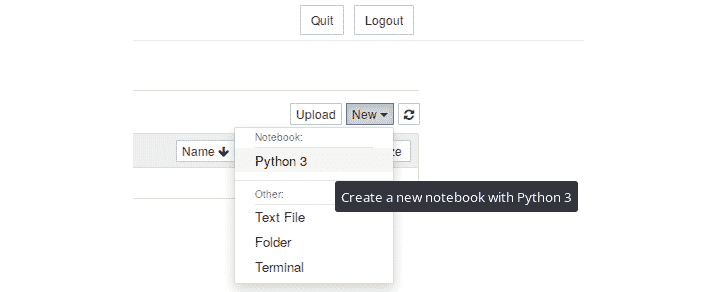 Quit Logout
Upload New
Notebook:
Name ze
Python 3
Other:
Create a new notebook with Python 3
Text File
Folder
Terminal